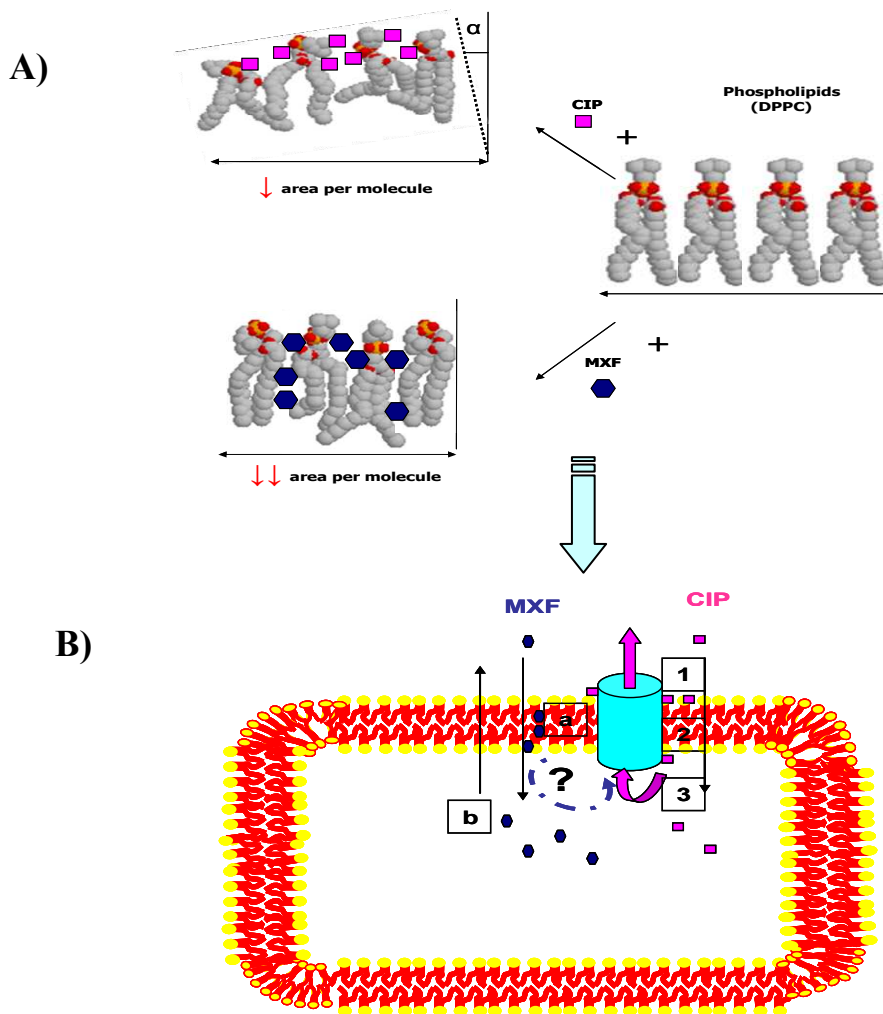 A)
α
CIP
+
Phospholipids
(DPPC)
↓ area per molecule
+
MXF
↓↓ area per molecule
B)
MXF
CIP
1
a
2
?
3
b